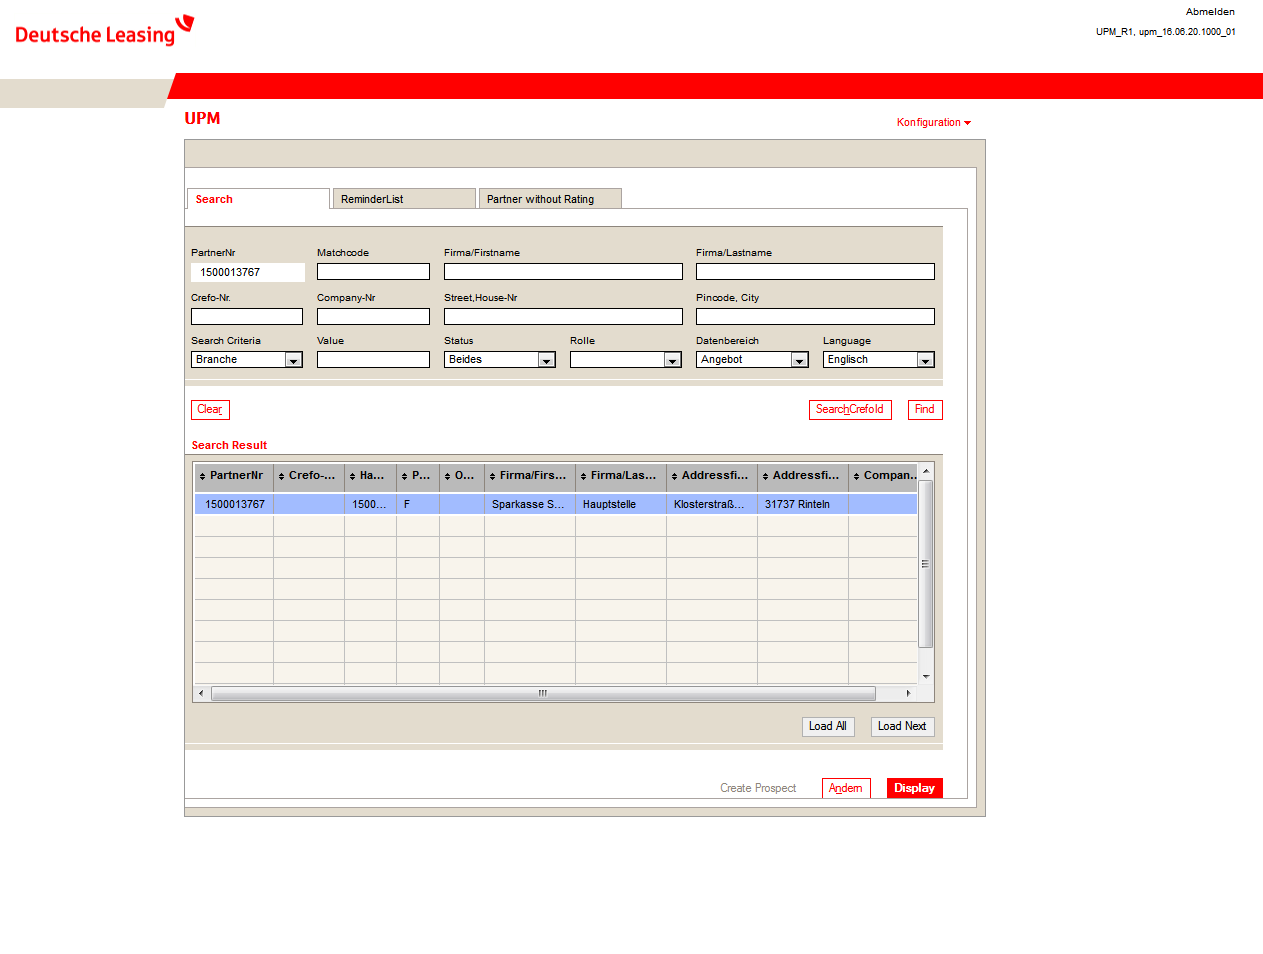 Abmelden
Deutsche Leasing
UPM_R1, upm_16.06.20.1000_01
UPM
Konfiguration
Search ReminderList Partner without Rating
PartnerNr Matchcode Firma/Firstname Firma/Lastname
1500013767
Crefo-Nr. Company-Nr Street,House-Nr Pincode, City
Search Criteria Value Status Rolle Datenbereich Language
Branche Beides Angebot Englisch
Clear SearchCrefoId Find
Search Result
PartnerNr Crefo-... Ha... P... O... Firma/Firs... Firma/Las... Addressfi... Addressfi... Compan..
1500013767 1500... F Sparkasse S... Hauptstelle Klosterstraß... 31737 Rinteln
Load All Load Next
Create Prospect Ändern Display